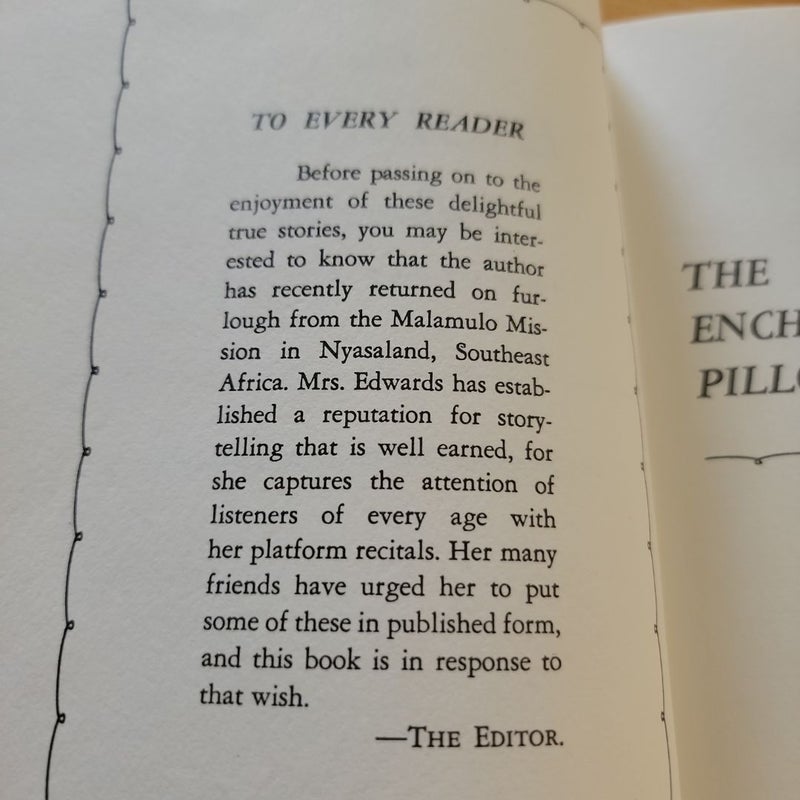 TO EVERY READER
Before passing on to the
enjoyment of these delightful
true stories, you may be inter-
ested to know that the author
has recently returned on fur-
lough from the Malamulo Mis-
sion in Nyasaland, Southeast
Africa. Mrs. Edwards has estab-
lished a reputation for story-
telling that is well earned, for
she captures the attention of
listeners of every age with
her platform recitals. Her many
friends have urged her to put
some of these in published form,
and this book is in response to
that wish.
—THE EDITOR.
THE